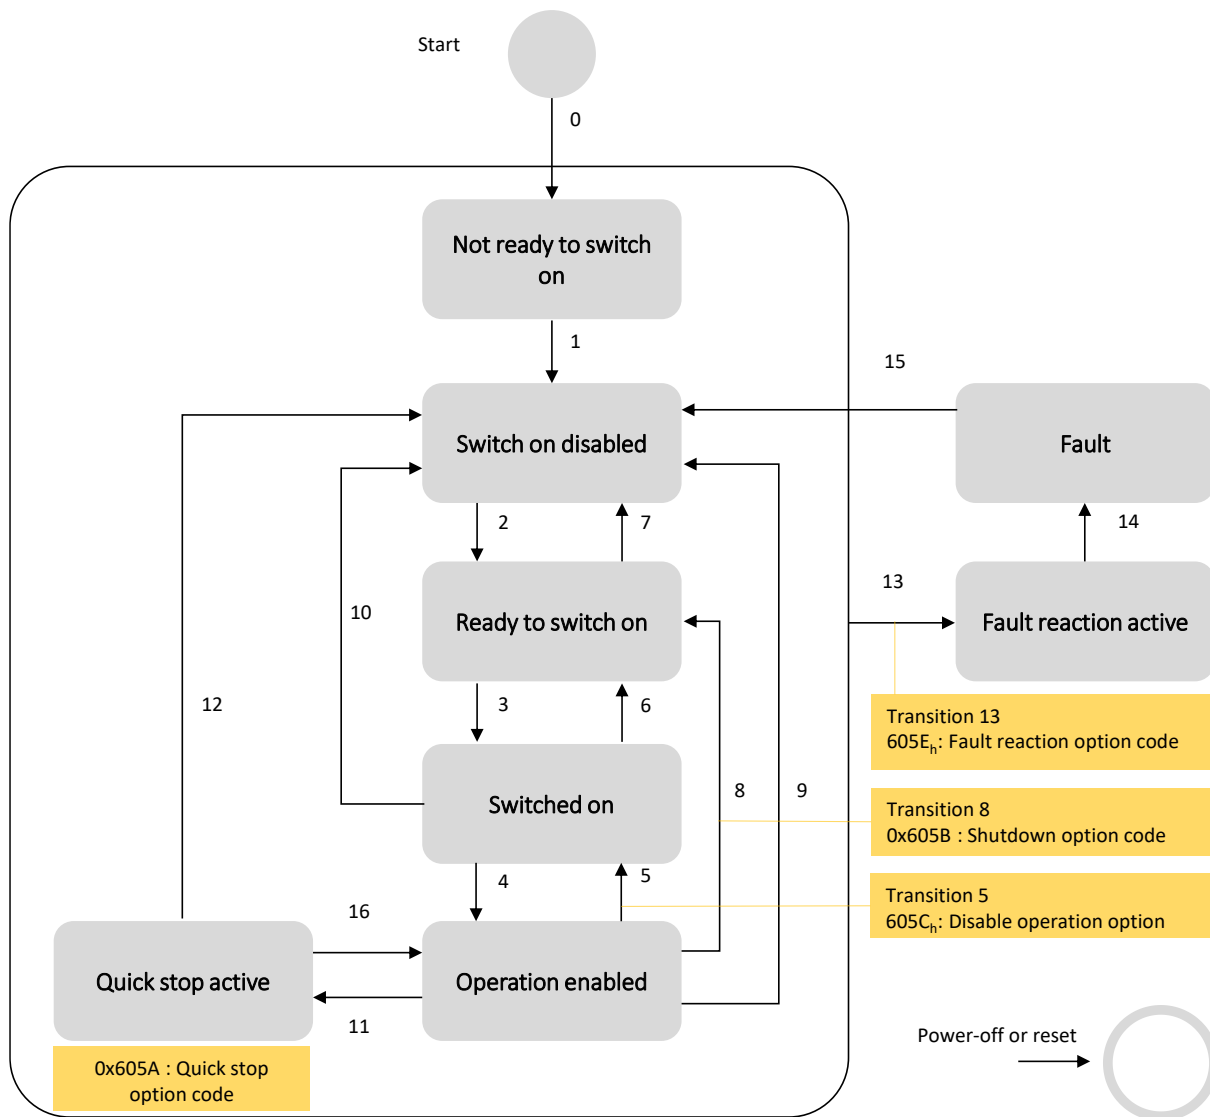 Start
0
Not ready to switch
on
1
15
Switch on disabled
Fault
2
7
14
10
13
Ready to switch on
Fault reaction active
12
3
6
Transition 13
605Eh: Fault reaction option code
Switched on
8
9
Transition 8
0x605B : Shutdown option code
4
5
Transition 5
605Ch: Disable operation option
16
Quick stop active
Operation enabled
11
Power-off or reset
0x605A : Quick stop
option code